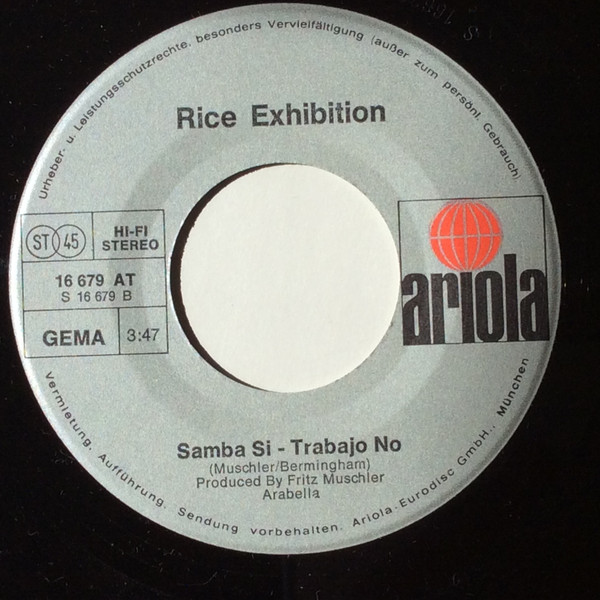 Urheber- u. Leistungsschutzrechte, besonders Vervielfältigung (außer zum persönl. Gebrauch)
Rice Exhibition
ST 45
HI-FI
STEREO
16 679 AT
S 16 679 B
GEMA
3:47
ariola
Samba Si - Trabajo No
(Muschler/Bermingham)
Produced By Fritz Muschler
Arabella
Vermietung, Aufführung, Sendung vorbehalten. Ariola-Eurodisc GmbH., München